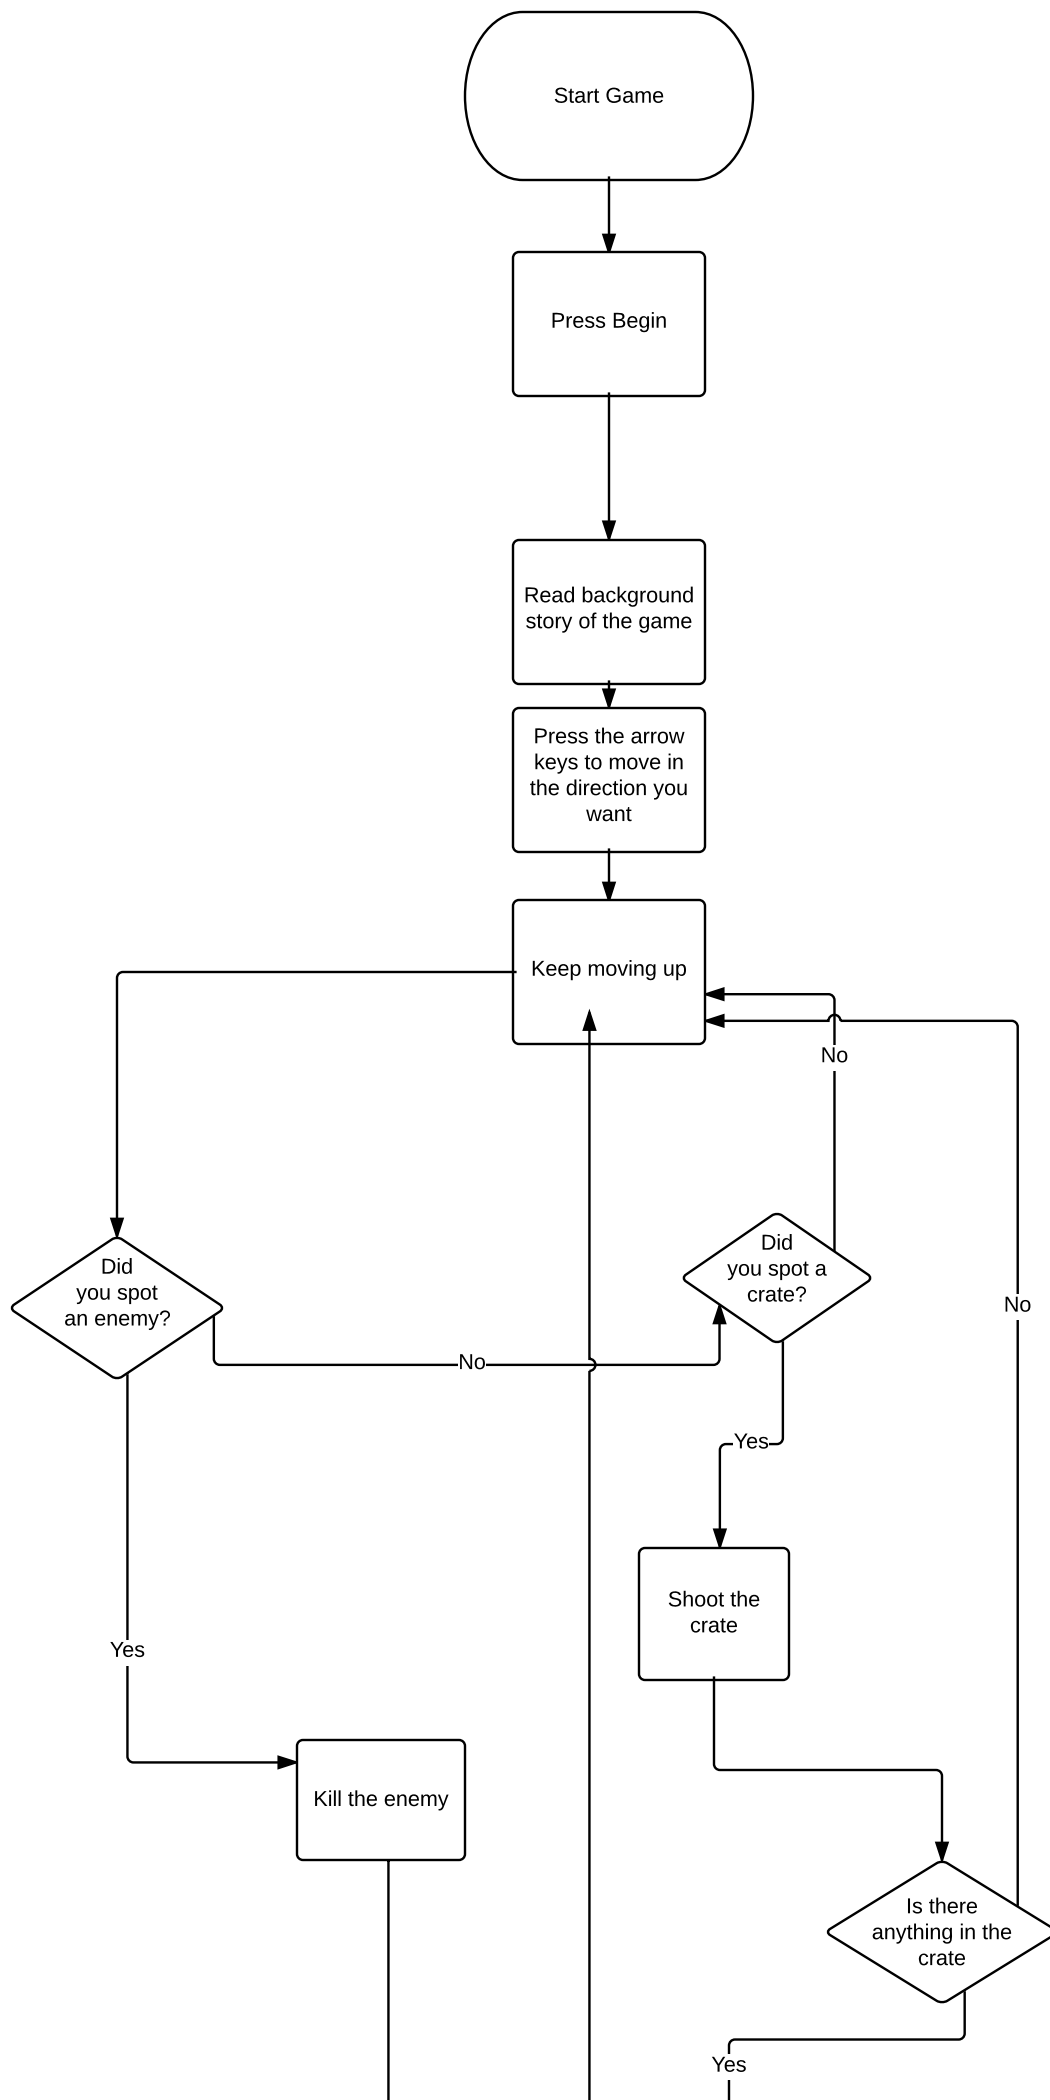 Start Game
Press Begin
Read background
story of the game
Press the arrow
keys to move in
the direction you
want
Keep moving up
No
Did
you spot
an enemy?
Did
you spot a
crate?
No
No
Yes
Shoot the
crate
Yes
Kill the enemy
Is there
anything in the
crate
Yes